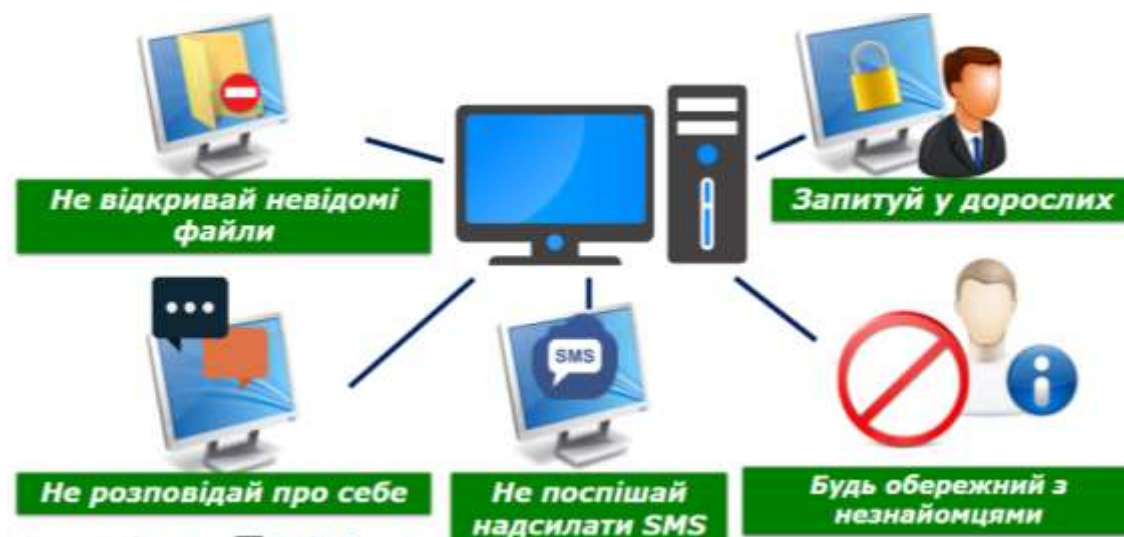 Не відкривай невідомі
файли
Запитуй у дорослих
SMS
Не розповідай про себе
Не поспішай
надсилати SMS
Будь обережний з
незнайомцями